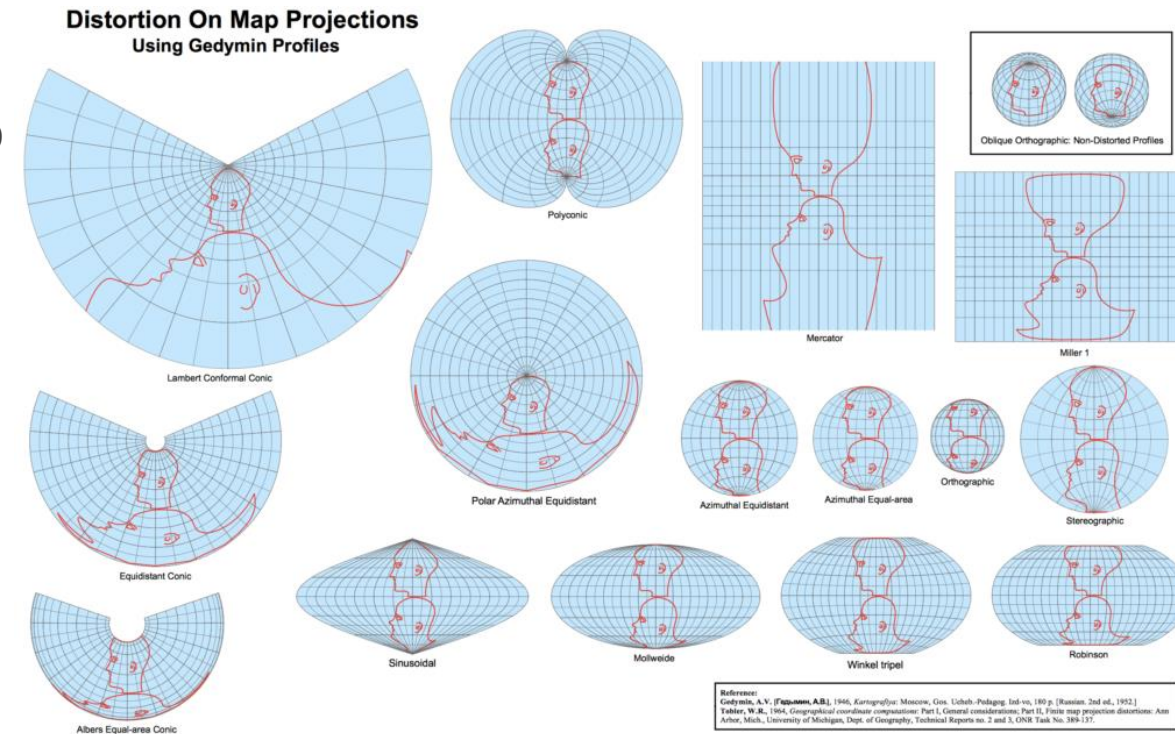 Distortion On Map Projections
Using Gedymin Profiles
Oblique Orthographic: Non-Distorted Profiles
Polyconic
Mercator
Miller 1
Lambert Conformal Conic
Polar Azimuthal Equidistant
Azimuthal Equidistant
Azimuthal Equal-area
Orthographic
Stereographic
Equidistant Conic
Sinusoidal
Mollweide
Winkel tripel
Robinson
Albers Equal-area Conic
Reference:
Gedymin, A.V. [Гедымин, А.В.], 1946, Kartografiya: Moscow, Gos. Ucheb.-Pedagog. Izd-vo, 180 p. [Russian. 2nd ed., 1952.]
Tobler, W.R., 1964, Geographical coordinate computations: Part I, General considerations; Part II, Finite map projection distortions: Ann
Arbor, Mich., University of Michigan, Dept. of Geography, Technical Reports no. 2 and 3, ONR Task No. 389-137.